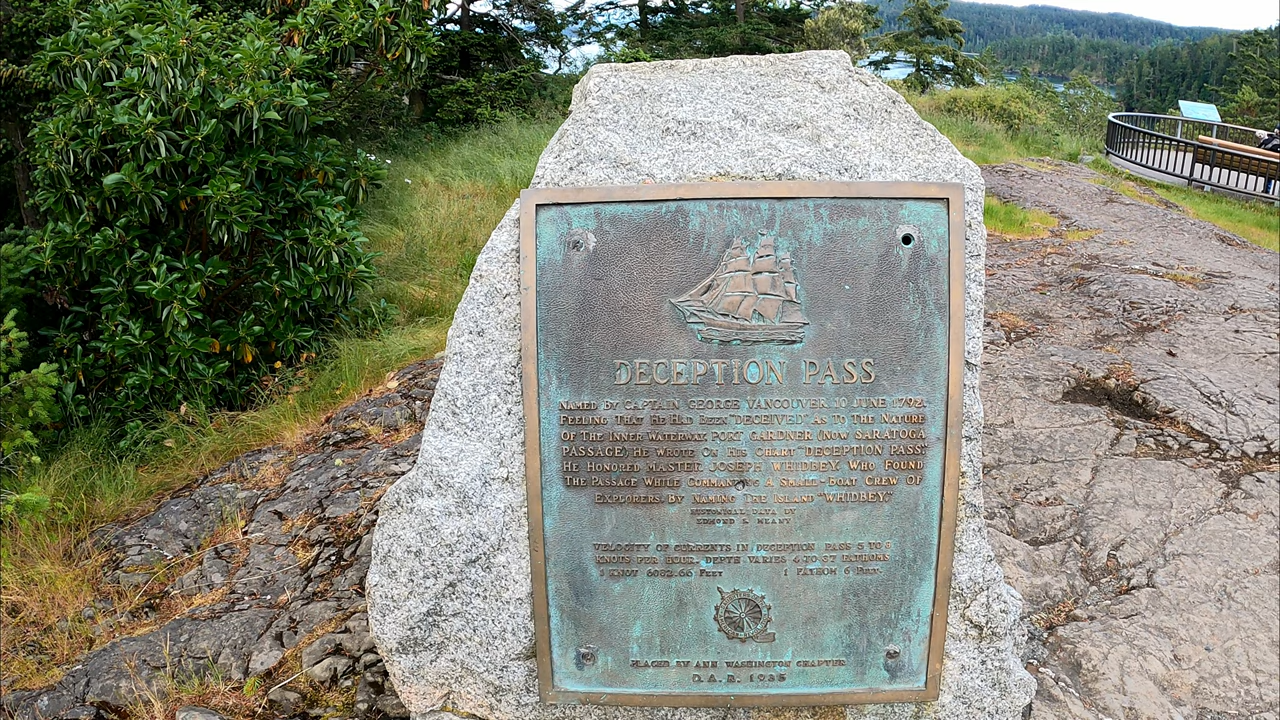 DECEPTION PASS
NAMED BY CAPTAIN GEORGE VANCOUVER 10 JUNE 1792.
FEELING THAT HE HAD BEEN "DECEIVED" AS TO THE NATURE
OF THE INNER WATERWAY, PORT GARDNER (NOW SARATOGA
PASSAGE) HE WROTE ON HIS CHART "DECEPTION PASS."
HE HONORED MASTER JOSEPH WHIDBEY, WHO FOUND
THE PASSAGE WHILE COMMANDING A SMALL-BOAT CREW OF
EXPLORERS, BY NAMING THE ISLAND "WHIDBEY."
HISTORICAL DATA BY
EDMOND S. MEANY
VELOCITY OF CURRENTS IN DECEPTION PASS 5 TO 8
KNOTS PER HOUR. DEPTH VARIES 4 TO 37 FATHOMS
1 KNOT 6082.66 FEET 1 FATHOM 6 FEET.
PLACED BY ANN WASHINGTON CHAPTER
D.A.R. 1935